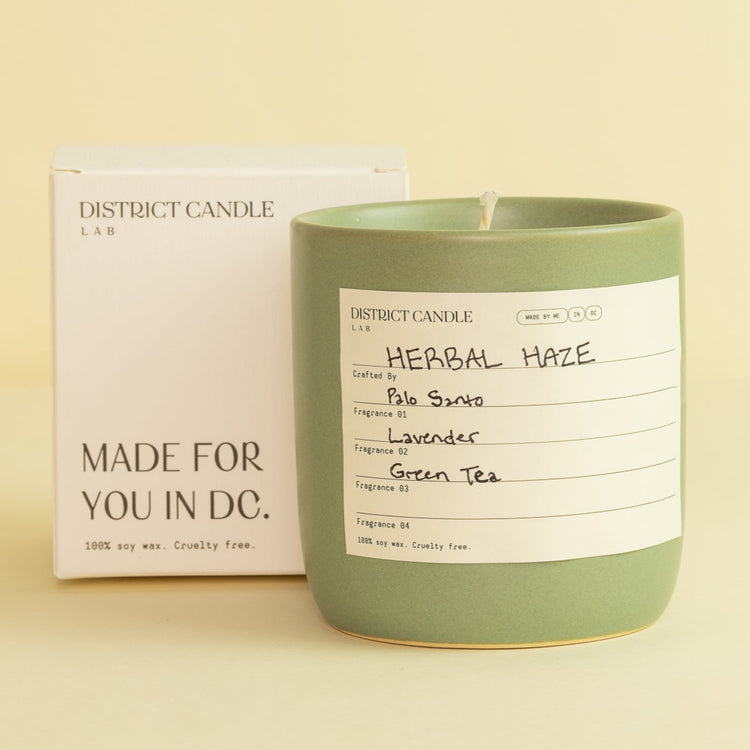 DISTRICT CANDLE
LAB
MADE FOR
YOU IN DC.
100% soy wax. Cruelty free.
DISTRICT CANDLE
LAB
MADE BY ME IN DC
HERBAL HAZE
Crafted By
Palo Santo
Fragrance 01
Lavender
Fragrance 02
Green Tea
Fragrance 03
Fragrance 04
100% soy wax. Cruelty free.